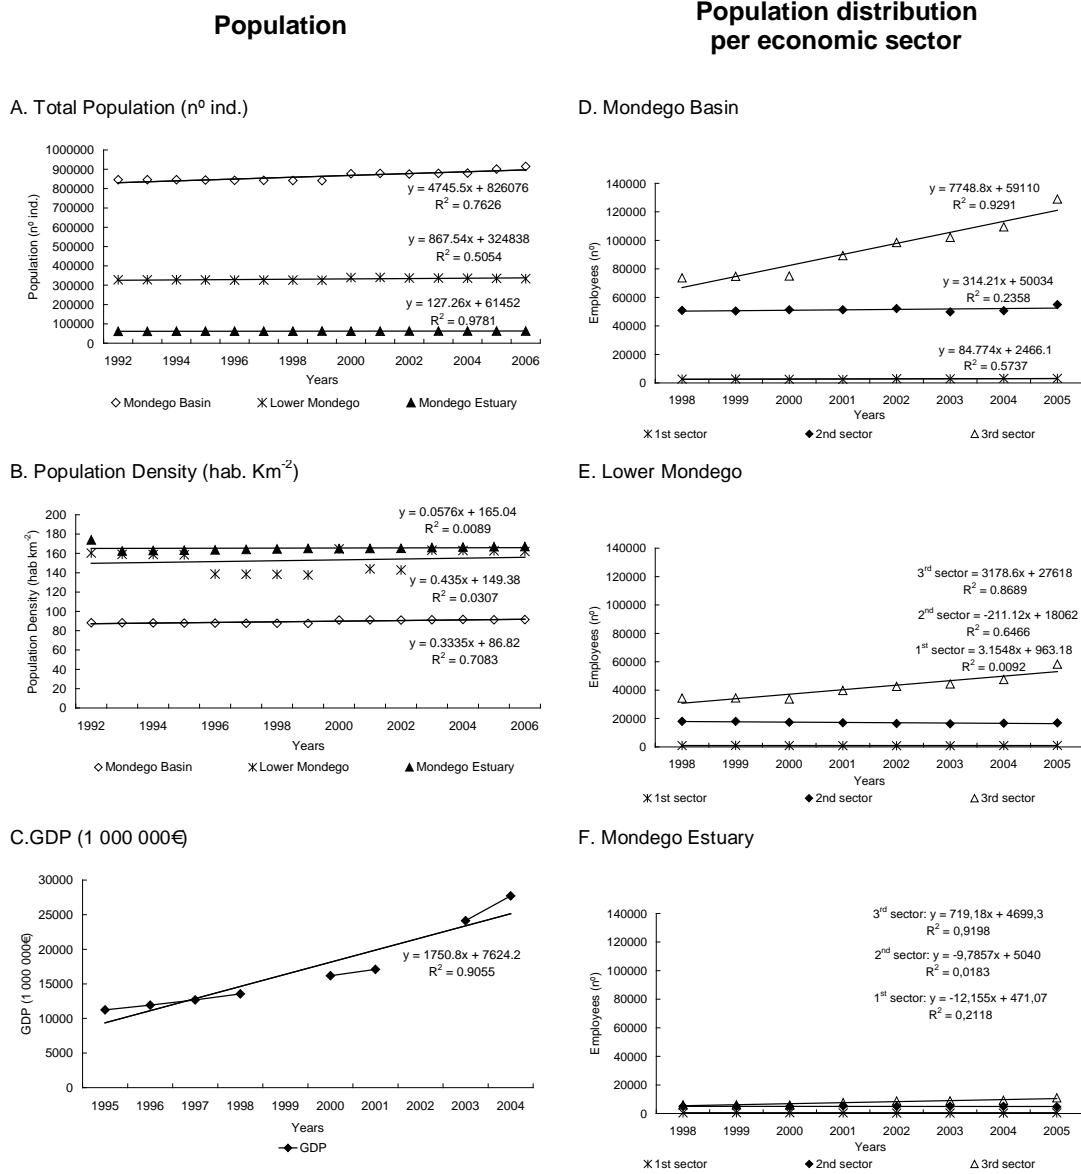 Population
Population distribution
per economic sector
A. Total Population (nº ind.)
Population (nº ind.)
1000000
900000
800000
700000
600000
500000
400000
300000
200000
100000
0
y = 4745.5x + 826076
R2 = 0.7626
y = 867.54x + 324838
R2 = 0.5054
y = 127.26x + 61452
R2 = 0.9781
1992 1994 1996 1998 2000 2002 2004 2006
Years
Mondego Basin Lower Mondego Mondego Estuary
B. Population Density (hab. Km-2)
Population Density (hab km-2)
200
180
160
140
120
100
80
60
40
20
0
y = 0.0576x + 165.04
R2 = 0.0089
y = 0.435x + 149.38
R2 = 0.0307
y = 0.3335x + 86.82
R2 = 0.7083
1992 1994 1996 1998 2000 2002 2004 2006
Years
Mondego Basin Lower Mondego Mondego Estuary
C.GDP (1 000 000€)
GDP (1 000 000€)
30000
25000
20000
15000
10000
5000
0
y = 1750.8x + 7624.2
R2 = 0.9055
1995 1996 1997 1998 1999 2000 2001 2002 2003 2004
Years
GDP
D. Mondego Basin
Employees (nº)
140000
120000
100000
80000
60000
40000
20000
0
y = 7748.8x + 59110
R2 = 0.9291
y = 314.21x + 50034
R2 = 0.2358
y = 84.774x + 2466.1
R2 = 0.5737
1998 1999 2000 2001 2002 2003 2004 2005
Years
1st sector 2nd sector 3rd sector
E. Lower Mondego
Employees (nº)
140000
120000
100000
80000
60000
40000
20000
0
3rd sector = 3178.6x + 27618
R2 = 0.8689
2nd sector = -211.12x + 18062
R2 = 0.6466
1st sector = 3.1548x + 963.18
R2 = 0.0092
1998 1999 2000 2001 2002 2003 2004 2005
Years
1st sector 2nd sector 3rd sector
F. Mondego Estuary
Employees (nº)
140000
120000
100000
80000
60000
40000
20000
0
3rd sector: y = 719,18x + 4699,3
R2 = 0,9198
2nd sector: y = -9,7857x + 5040
R2 = 0,0183
1st sector: y = -12,155x + 471,07
R2 = 0,2118
1998 1999 2000 2001 2002 2003 2004 2005
Years
1st sector 2nd sector 3rd sector